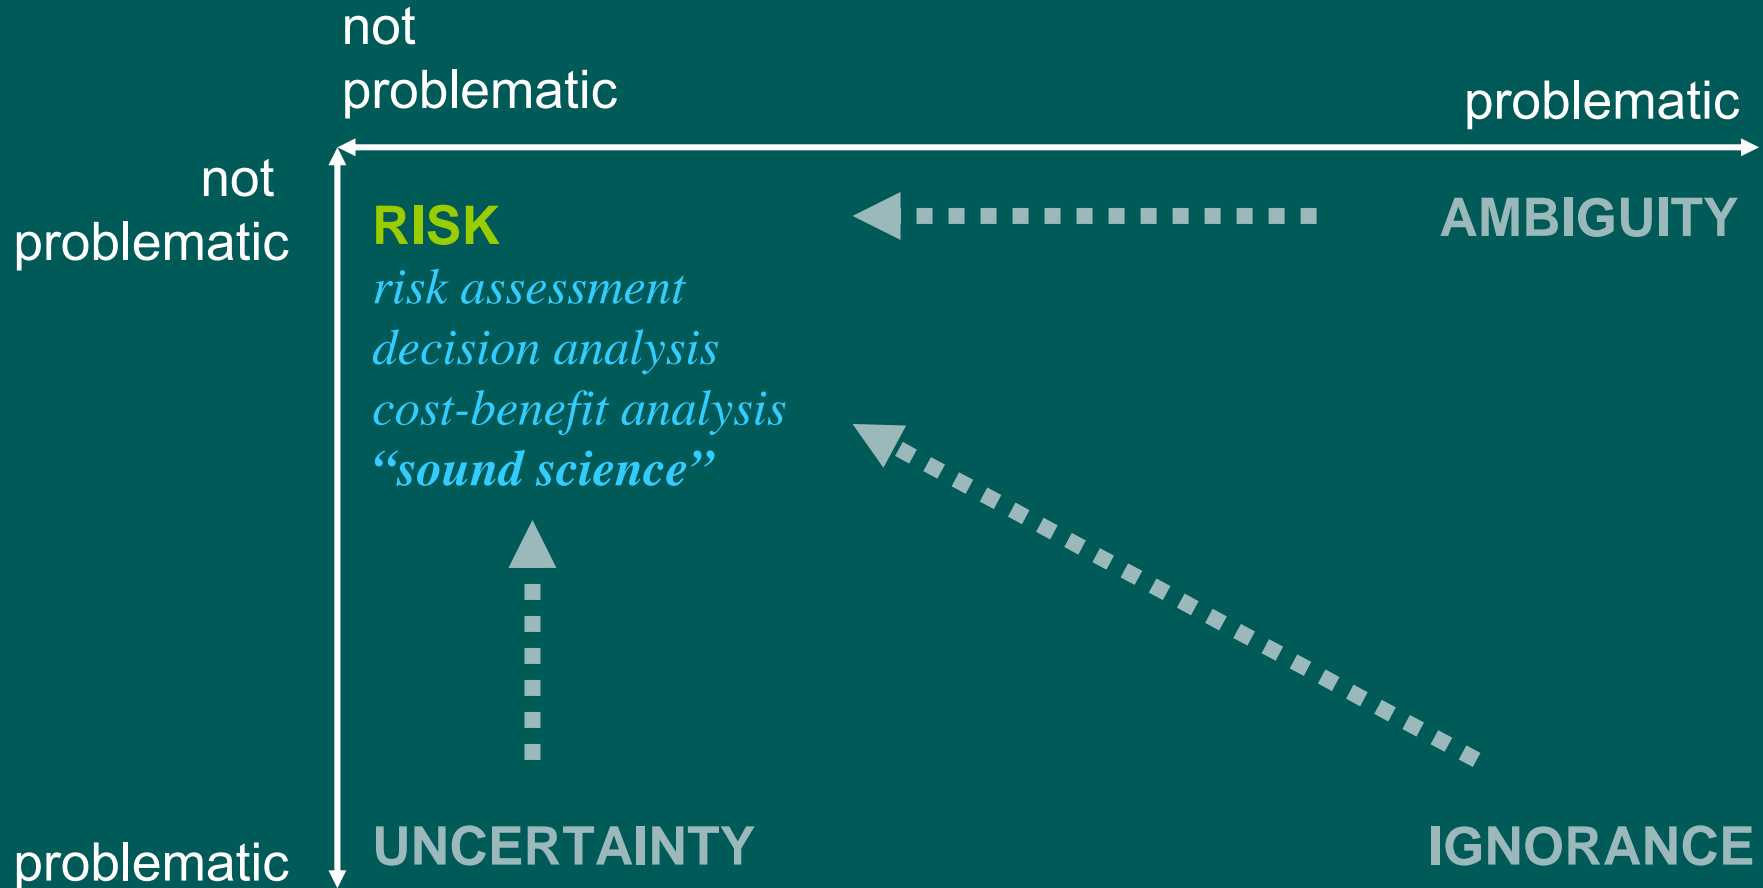 not
problematic
problematic
not
problematic
RISK
AMBIGUITY
risk assessment
decision analysis
cost-benefit analysis
“sound science”
UNCERTAINTY
IGNORANCE
problematic